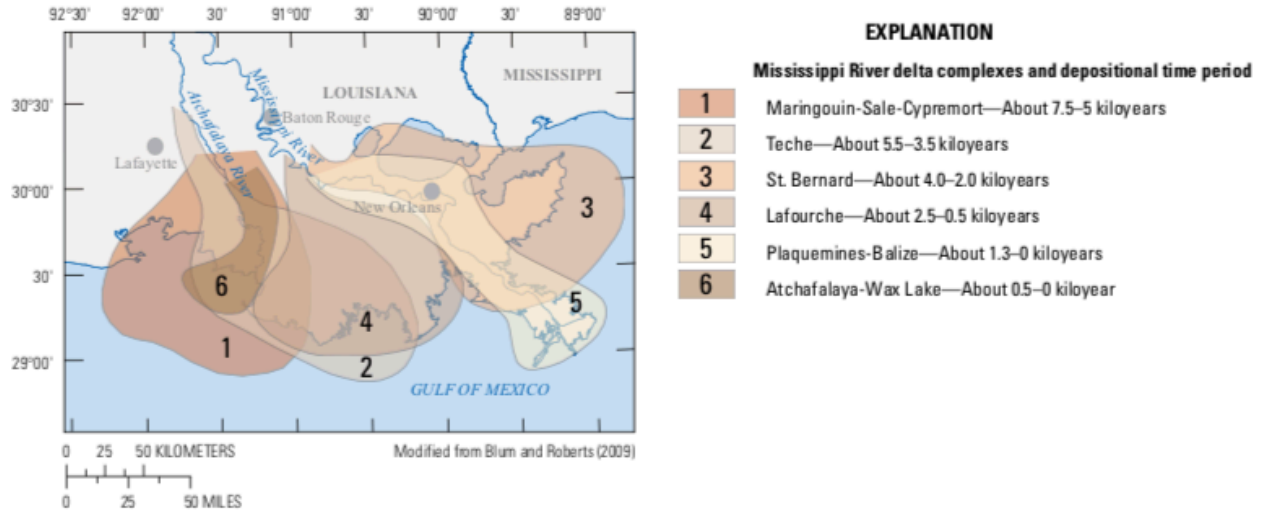 92°30' 92°00' 30' 91°00' 30' 90°00' 30' 89°00'
30°30'
30°00'
30'
29°00'
MISSISSIPPI
LOUISIANA
Mississippi River
Atchafalaya River
Baton Rouge
Lafayette
New Orleans
3
6
5
4
1
2
GULF OF MEXICO
0 25 50 KILOMETERS
0 25 50 MILES
Modified from Blum and Roberts (2009)
EXPLANATION
Mississippi River delta complexes and depositional time period
1 Maringouin-Sale-Cypremort—About 7.5–5 kiloyears
2 Teche—About 5.5–3.5 kiloyears
3 St. Bernard—About 4.0–2.0 kiloyears
4 Lafourche—About 2.5–0.5 kiloyears
5 Plaquemines-Balize—About 1.3–0 kiloyears
6 Atchafalaya-Wax Lake—About 0.5–0 kiloyear